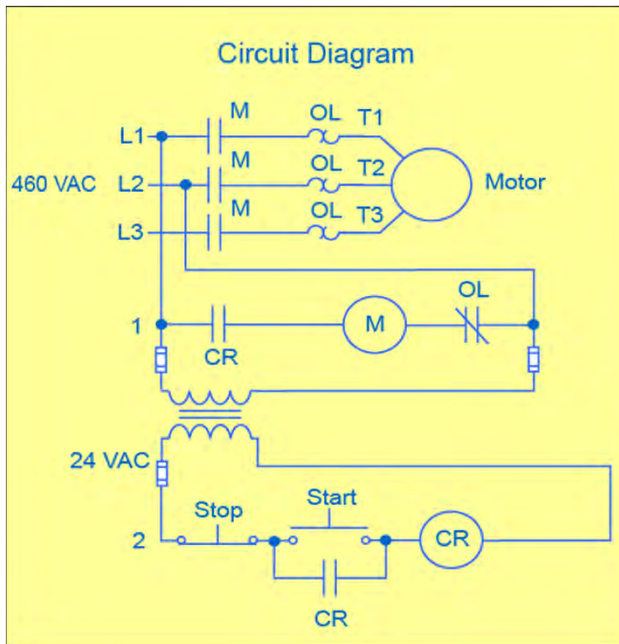 Circuit Diagram
M OL T1
L1
M OL T2
460 VAC L2 Motor
M OL T3
L3
OL
1 M
CR
24 VAC
Stop Start
2 CR
CR